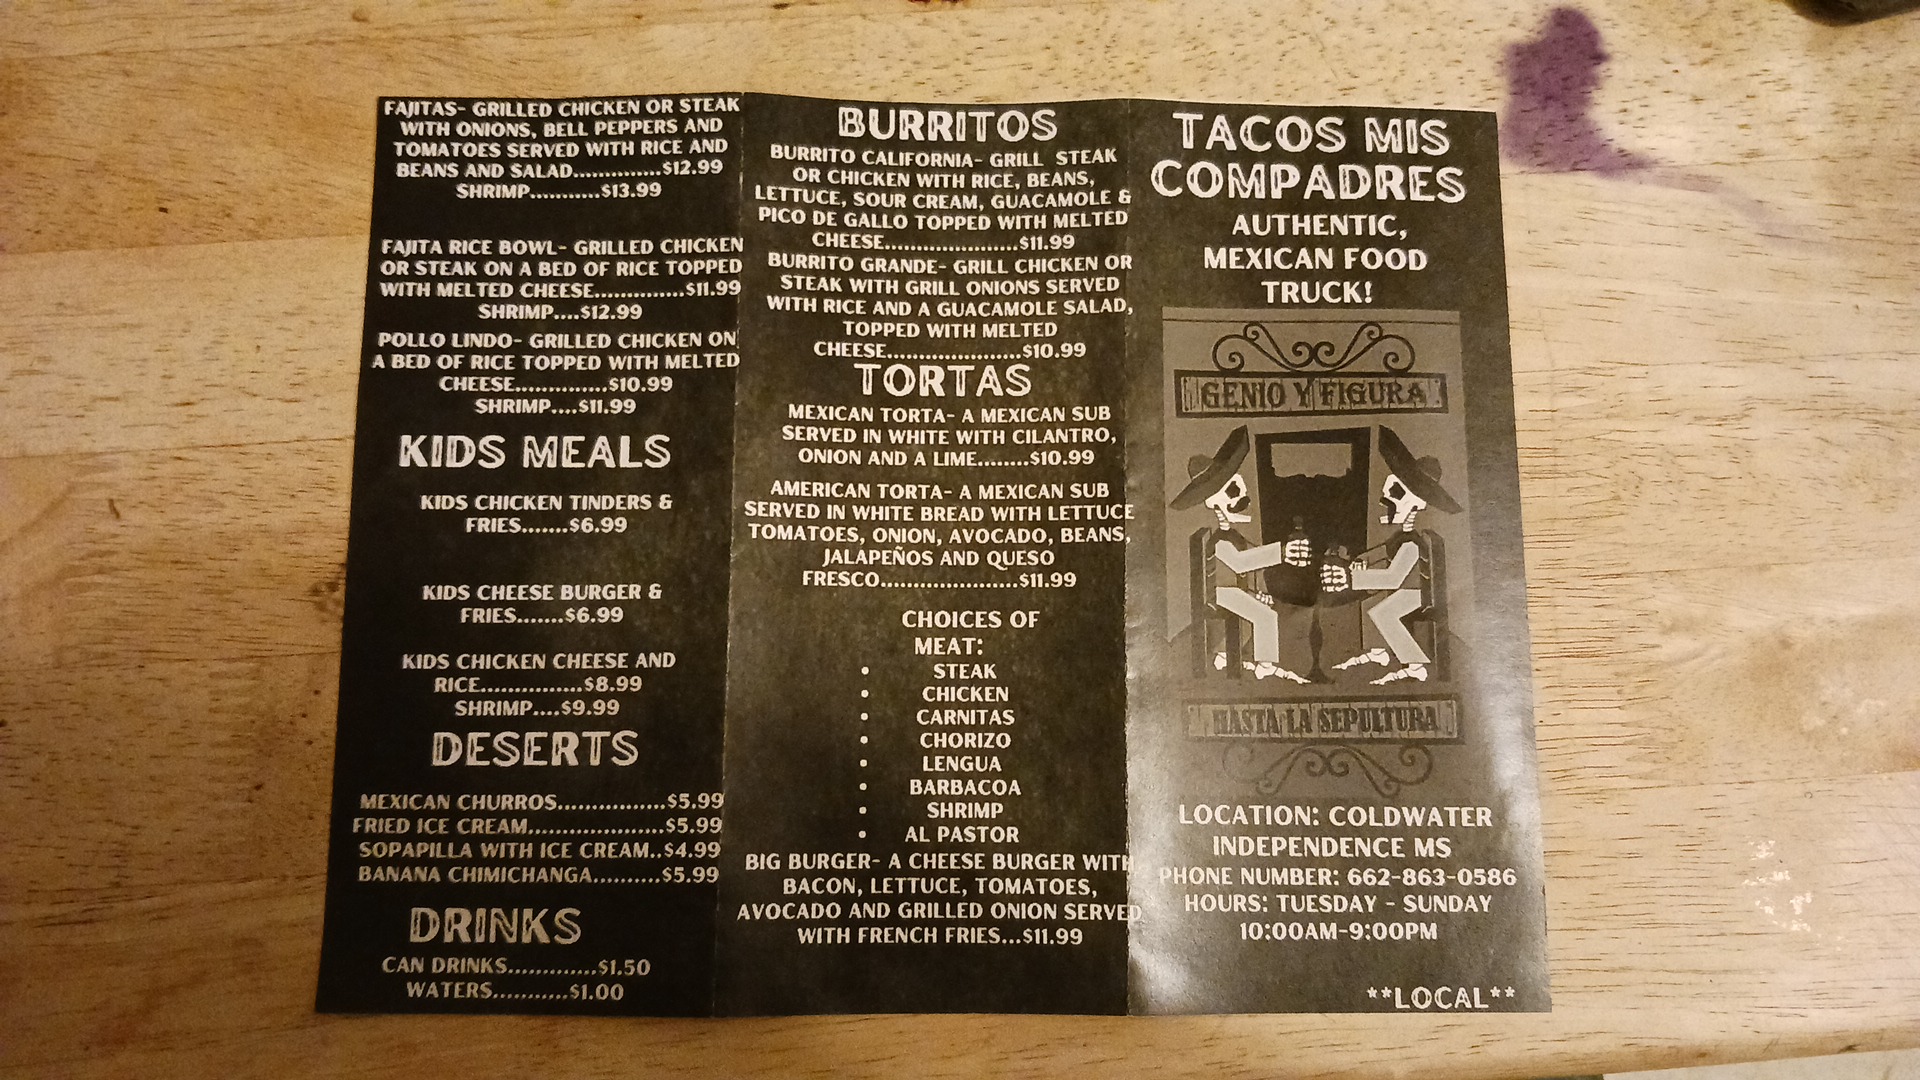 FAJITAS- GRILLED CHICKEN OR STEAK
WITH ONIONS, BELL PEPPERS AND
TOMATOES SERVED WITH RICE AND
BEANS AND SALAD..............$12.99
SHRIMP...........$13.99
FAJITA RICE BOWL- GRILLED CHICKEN
OR STEAK ON A BED OF RICE TOPPED
WITH MELTED CHEESE..............$11.99
SHRIMP....$12.99
POLLO LINDO- GRILLED CHICKEN ON
A BED OF RICE TOPPED WITH MELTED
CHEESE...............$10.99
SHRIMP....$11.99
KIDS MEALS
KIDS CHICKEN TINDERS &
FRIES.......$6.99
KIDS CHEESE BURGER &
FRIES.......$6.99
KIDS CHICKEN CHEESE AND
RICE................$8.99
SHRIMP....$9.99
DESERTS
MEXICAN CHURROS.................$5.99
FRIED ICE CREAM.....................$5.99
SOPAPILLA WITH ICE CREAM..$4.99
BANANA CHIMICHANGA..........$5.99
DRINKS
CAN DRINKS.............$1.50
WATERS...........$1.00
BURRITOS
BURRITO CALIFORNIA- GRILL STEAK
OR CHICKEN WITH RICE, BEANS,
LETTUCE, SOUR CREAM, GUACAMOLE &
PICO DE GALLO TOPPED WITH MELTED
CHEESE......................$11.99
BURRITO GRANDE- GRILL CHICKEN OR
STEAK WITH GRILL ONIONS SERVED
WITH RICE AND A GUACAMOLE SALAD,
TOPPED WITH MELTED
CHEESE......................$10.99
TORTAS
MEXICAN TORTA- A MEXICAN SUB
SERVED IN WHITE WITH CILANTRO,
ONION AND A LIME........$10.99
AMERICAN TORTA- A MEXICAN SUB
SERVED IN WHITE BREAD WITH LETTUCE
TOMATOES, ONION, AVOCADO, BEANS,
JALAPEÑOS AND QUESO
FRESCO......................$11.99
CHOICES OF
MEAT:
• STEAK
• CHICKEN
• CARNITAS
• CHORIZO
• LENGUA
• BARBACOA
• SHRIMP
• AL PASTOR
BIG BURGER- A CHEESE BURGER WITH
BACON, LETTUCE, TOMATOES,
AVOCADO AND GRILLED ONION SERVED
WITH FRENCH FRIES...$11.99
TACOS MIS
COMPADRES
AUTHENTIC,
MEXICAN FOOD
TRUCK!
GENIO Y FIGURA
HASTA LA SEPULTURA
LOCATION: COLDWATER
INDEPENDENCE MS
PHONE NUMBER: 662-863-0586
HOURS: TUESDAY - SUNDAY
10:00AM-9:00PM
**LOCAL**